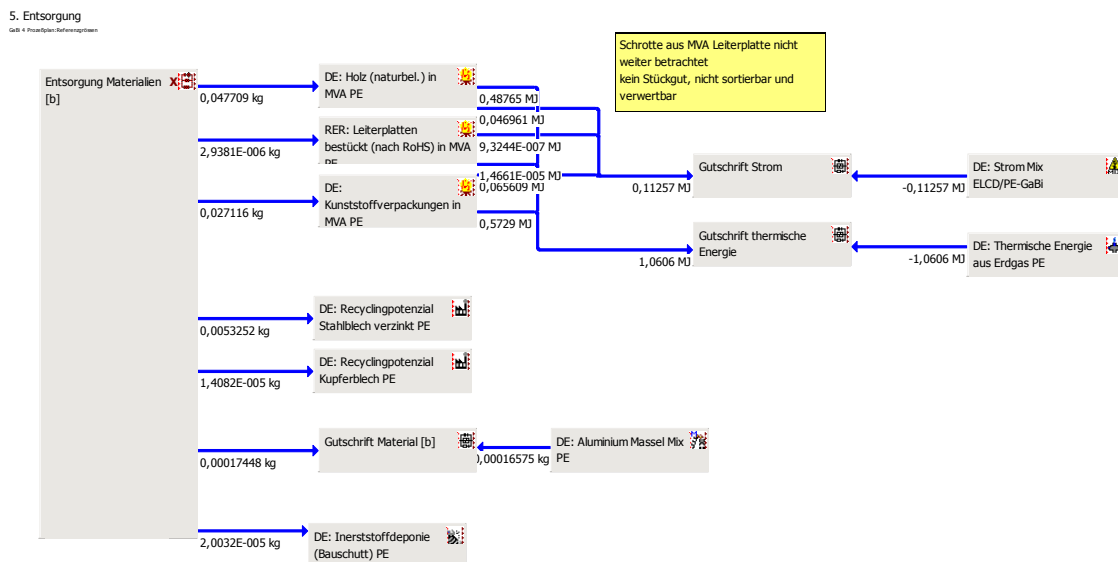 5. Entsorgung
GaBi 4 Prozeßplan:Referenzgrössen
Schrotte aus MVA Leiterplatte nicht
weiter betrachtet
kein Stückgut, nicht sortierbar und
verwertbar
Entsorgung Materialien
[b]
X
0,047709 kg
DE: Holz (naturbel.) in
MVA PE
0,48765 MJ
0,046961 MJ
2,9381E-006 kg
RER: Leiterplatten
bestückt (nach RoHS) in MVA
PE
9,3244E-007 MJ
1,4661E-005 MJ
0,027116 kg
DE:
Kunststoffverpackungen in
MVA PE
0,065609 MJ
0,5729 MJ
0,11257 MJ
Gutschrift Strom
-0,11257 MJ
DE: Strom Mix
ELCD/PE-GaBi
1,0606 MJ
Gutschrift thermische
Energie
-1,0606 MJ
DE: Thermische Energie
aus Erdgas PE
0,0053252 kg
DE: Recyclingpotenzial
Stahlblech verzinkt PE
1,4082E-005 kg
DE: Recyclingpotenzial
Kupferblech PE
0,00017448 kg
Gutschrift Material [b]
0,00016575 kg
DE: Aluminium Massel Mix
PE
2,0032E-005 kg
DE: Inerststoffdeponie
(Bauschutt) PE